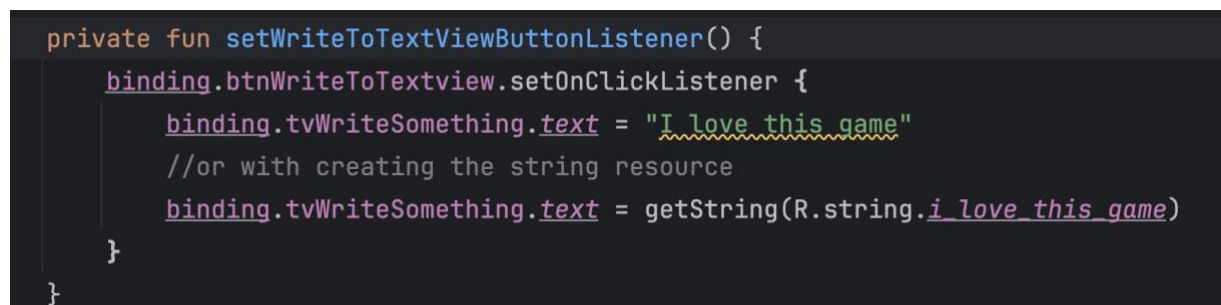 private fun setWriteToTextViewButtonListener() {
binding.btnWriteToTextview.setOnClickListener {
binding.tvWriteSomething.text = "I love this game"
//or with creating the string resource
binding.tvWriteSomething.text = getString(R.string.i_love_this_game)
}
}